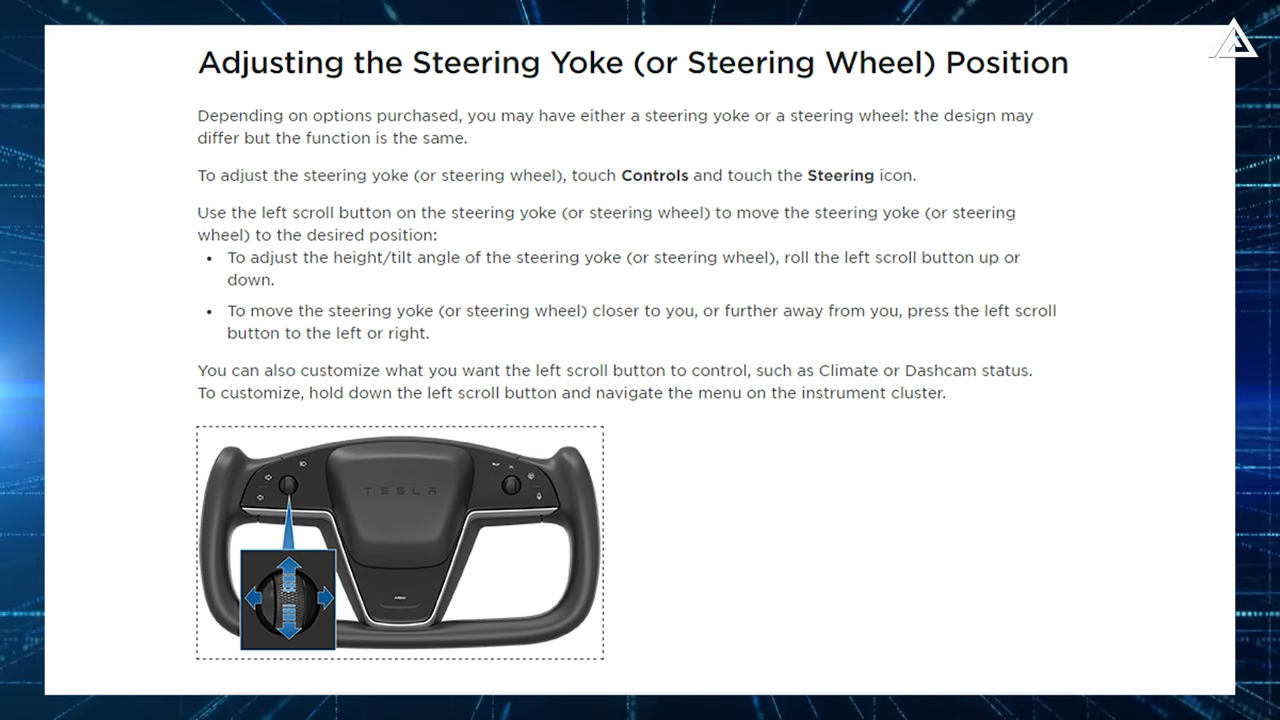 Adjusting the Steering Yoke (or Steering Wheel) Position
Depending on options purchased, you may have either a steering yoke or a steering wheel: the design may
differ but the function is the same.
To adjust the steering yoke (or steering wheel), touch Controls and touch the Steering icon.
Use the left scroll button on the steering yoke (or steering wheel) to move the steering yoke (or steering
wheel) to the desired position:
• To adjust the height/tilt angle of the steering yoke (or steering wheel), roll the left scroll button up or
down.
• To move the steering yoke (or steering wheel) closer to you, or further away from you, press the left scroll
button to the left or right.
You can also customize what you want the left scroll button to control, such as Climate or Dashcam status.
To customize, hold down the left scroll button and navigate the menu on the instrument cluster.
TESLA